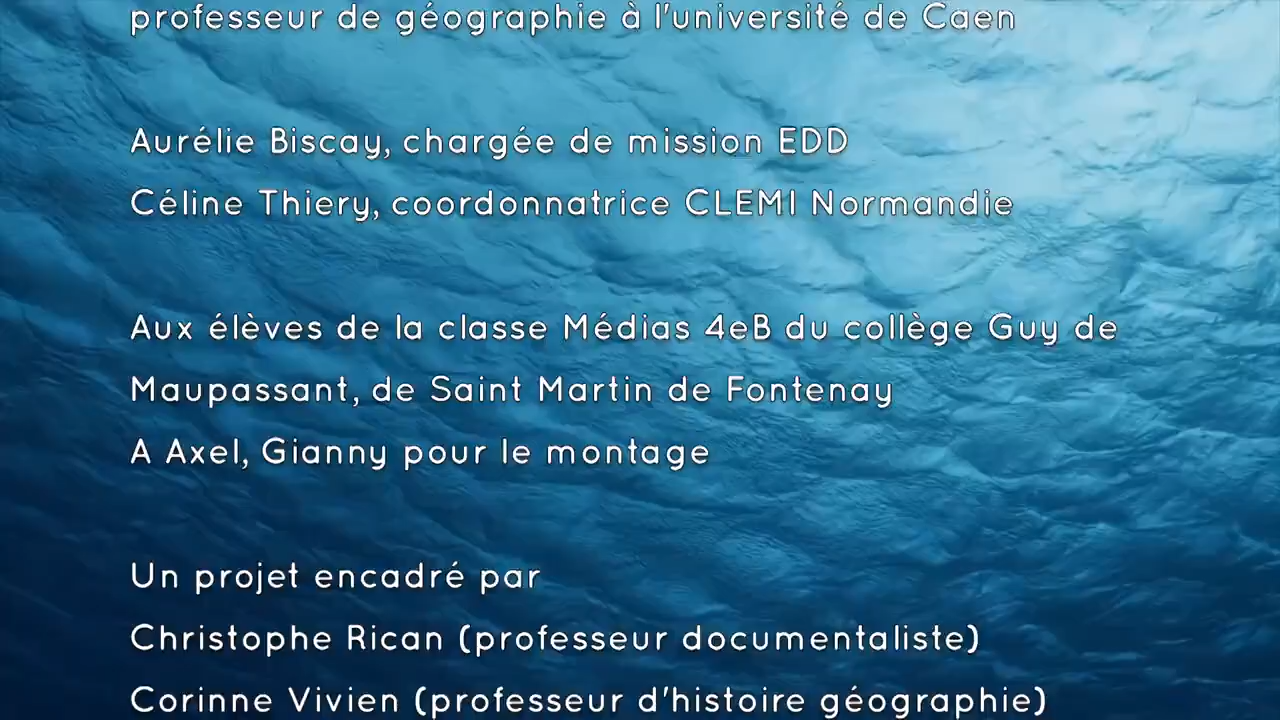 professeur de géographie à l'université de Caen
Aurélie Biscay, chargée de mission EDD
Céline Thiery, coordonnatrice CLEMI Normandie
Aux élèves de la classe Médias 4eB du collège Guy de
Maupassant, de Saint Martin de Fontenay
A Axel, Gianny pour le montage
Un projet encadré par
Christophe Rican (professeur documentaliste)
Corinne Vivien (professeur d'histoire géographie)